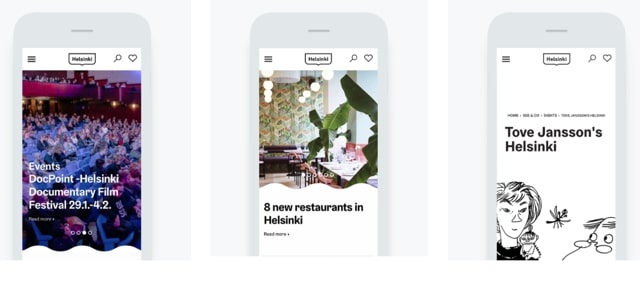 Helsinki
Events
DocPoint -Helsinki
Documentary Film
Festival 29.1.-4.2.
Read more
Helsinki
8 new restaurants in
Helsinki
Read more
Helsinki
HOME SEE & DO EVENTS TOVE JANSSON'S HELSINKI
Tove Jansson's
Helsinki